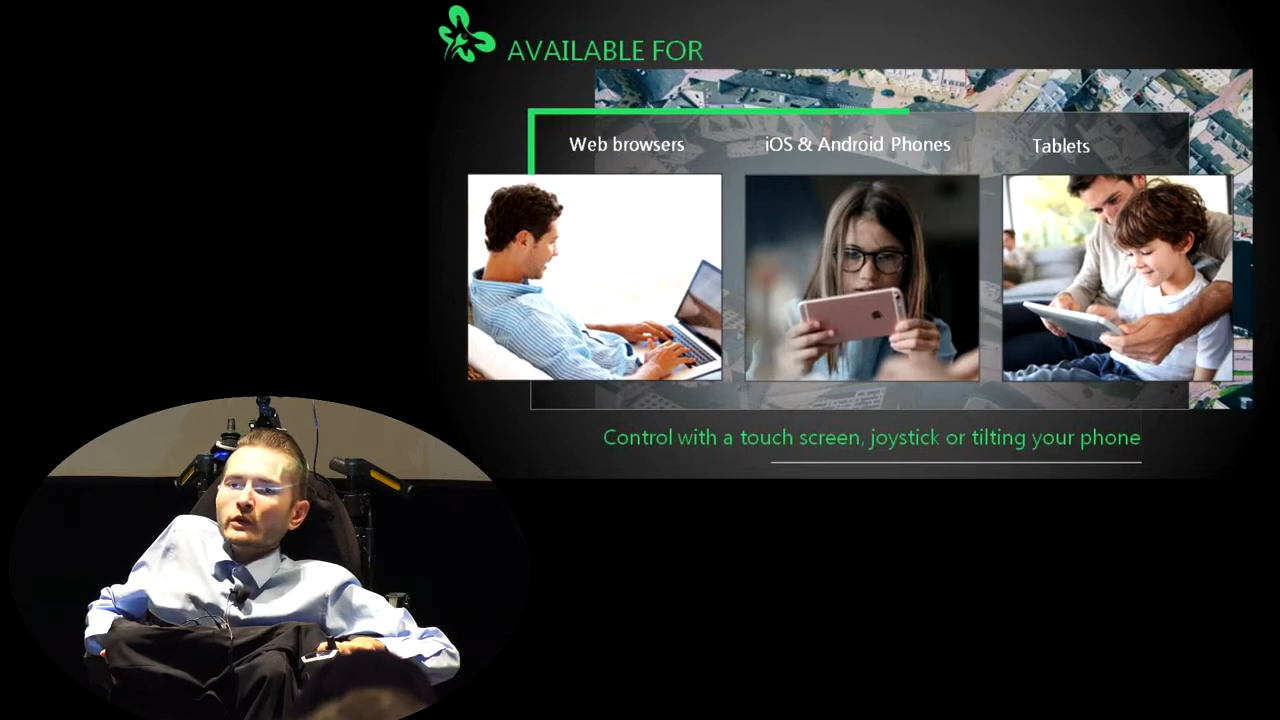 AVAILABLE FOR
Web browsers
iOS & Android Phones
Tablets
Control with a touch screen, joystick or tilting your phone